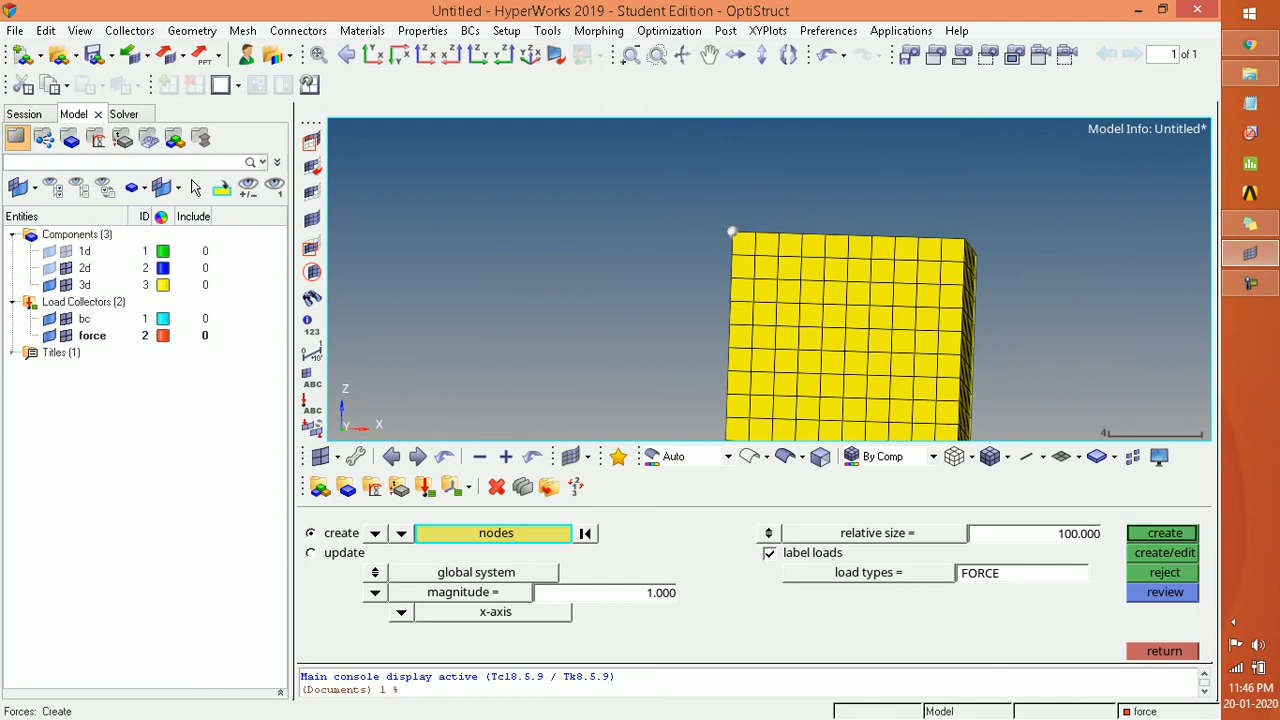 Untitled - HyperWorks 2019 - Student Edition - OptiStruct
File Edit View Collectors Geometry Mesh Connectors Materials Properties BCs Setup Tools Morphing Optimization Post XYPlots Preferences Applications Help
PPT
1 of 1
Session Model Solver
Model Info: Untitled*
Entities ID Include
Components (3)
1d 1 0
2d 2 0
3d 3 0
Load Collectors (2)
bc 1 0
force 2 0
Titles (1)
123
ABC
ABC
Z
Y
X
4
Auto
By Comp
create
nodes
relative size =
100.000
create
update
label loads
create/edit
global system
load types =
FORCE
reject
magnitude =
1.000
review
x-axis
return
Main console display active (Tcl8.5.9 / Tk8.5.9)
(Documents) 1 %
Forces: Create
Model
force
11:46 PM
20-01-2020